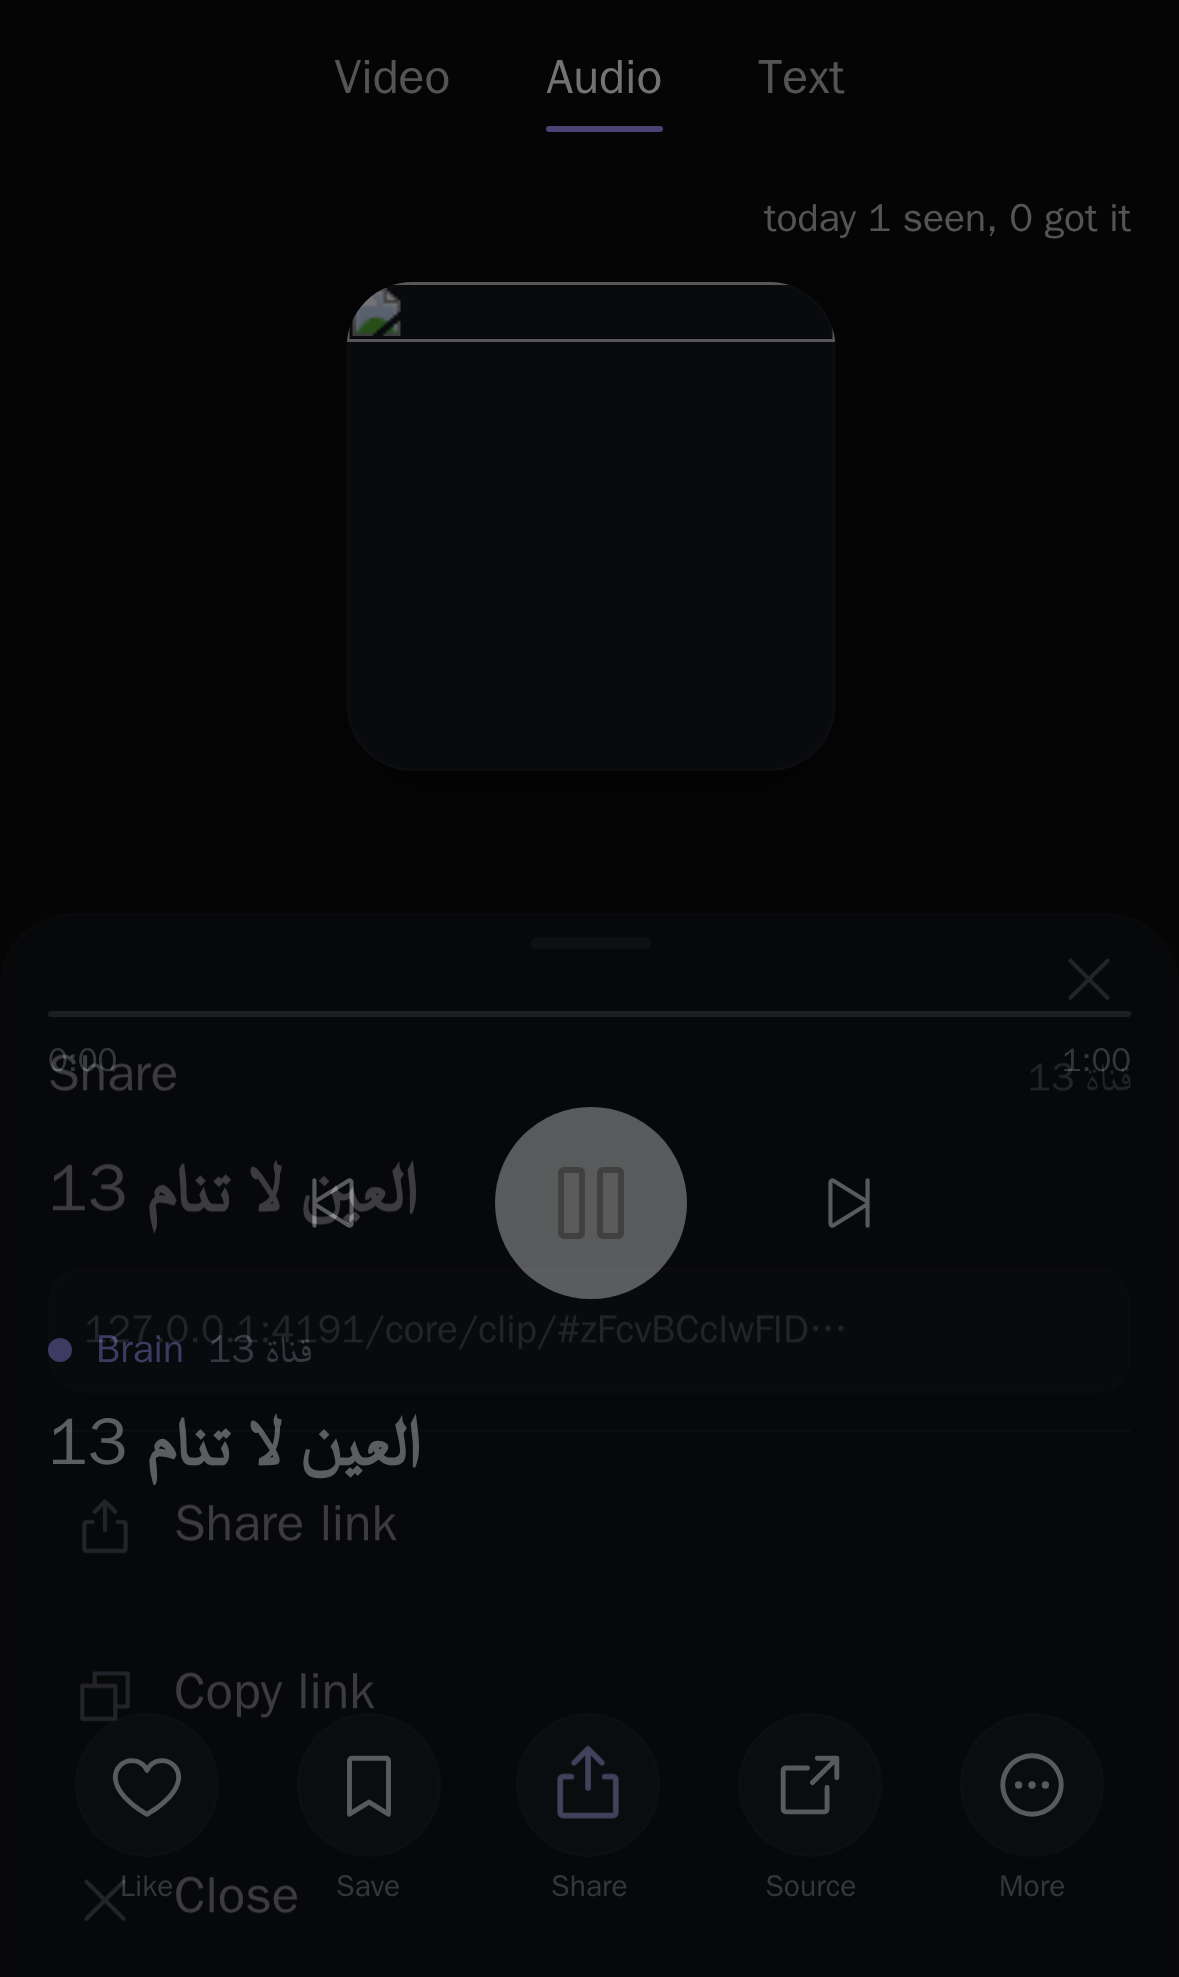 Video Audio Text
today 1 seen, 0 got it
0:00 1:00
Share قناة 13
العين لا تنام 13
127.0.0.1:4191/core/clip/#zFcvBCcIwFID…
Brain قناة 13
العين لا تنام 13
Share link
Copy link
Like Save Share Source More
Close